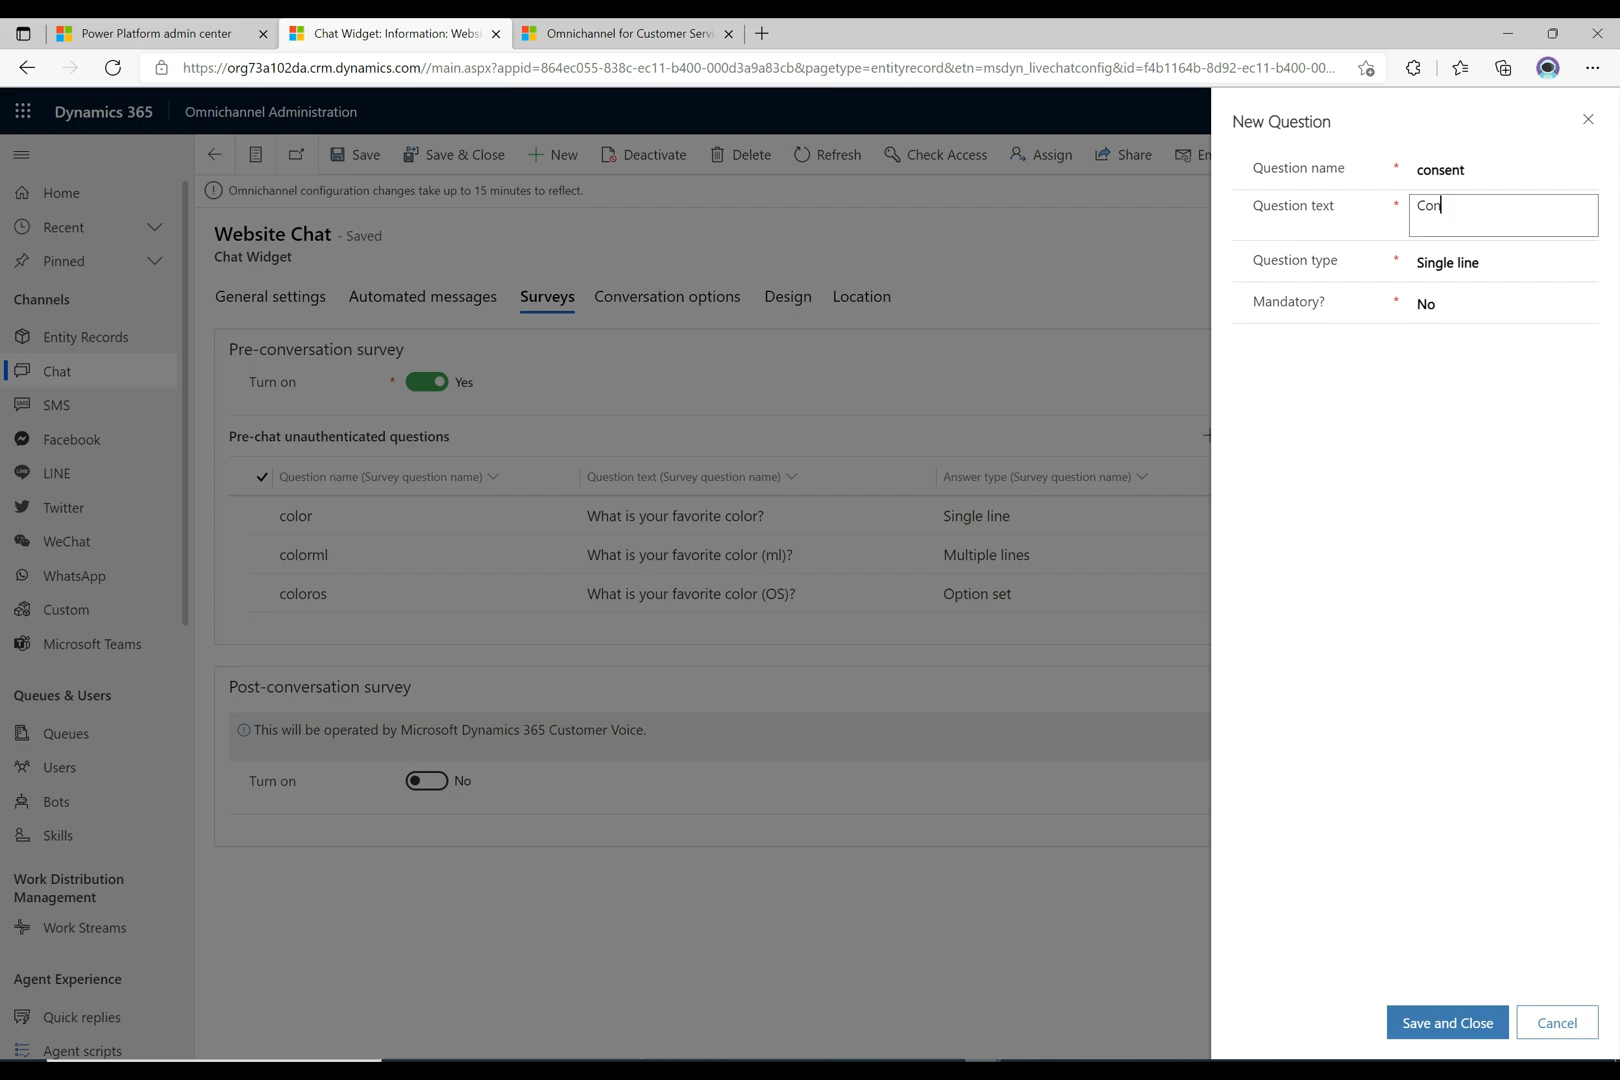 Power Platform admin center
Chat Widget: Information: Websi
Omnichannel for Customer Servi
https://org73a102da.crm.dynamics.com//main.aspx?appid=864ec055-838c-ec11-b400-000d3a9a83cb&pagetype=entityrecord&etn=msdyn_livechatconfig&id=f4b1164b-8d92-ec11-b400-00...
Dynamics 365
Omnichannel Administration
Save
Save & Close
New
Deactivate
Delete
Refresh
Check Access
Assign
Share
Em
Omnichannel configuration changes take up to 15 minutes to reflect.
Home
Recent
Pinned
Channels
Entity Records
Chat
SMS
Facebook
LINE
Twitter
WeChat
WhatsApp
Custom
Microsoft Teams
Queues & Users
Queues
Users
Bots
Skills
Work Distribution
Management
Work Streams
Agent Experience
Quick replies
Agent scripts
Website Chat - Saved
Chat Widget
General settings
Automated messages
Surveys
Conversation options
Design
Location
Pre-conversation survey
Turn on * Yes
Pre-chat unauthenticated questions
Question name (Survey question name)
Question text (Survey question name)
Answer type (Survey question name)
color
What is your favorite color?
Single line
colorml
What is your favorite color (ml)?
Multiple lines
coloros
What is your favorite color (OS)?
Option set
Post-conversation survey
This will be operated by Microsoft Dynamics 365 Customer Voice.
Turn on No
New Question
Question name * consent
Question text * Con
Question type * Single line
Mandatory? * No
Save and Close
Cancel